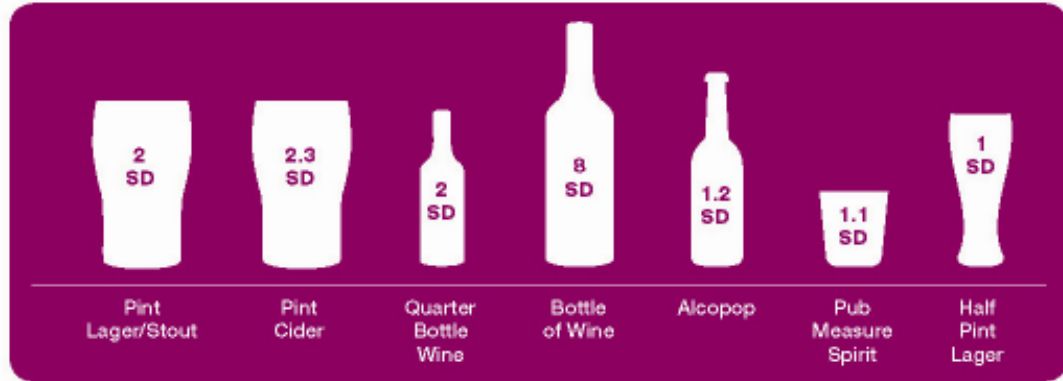 2
SD
2.3
SD
2
SD
8
SD
1.2
SD
1.1
SD
1
SD
Pint
Lager/Stout
Pint
Cider
Quarter
Bottle
Wine
Bottle
of Wine
Alcopop
Pub
Measure
Spirit
Half
Pint
Lager